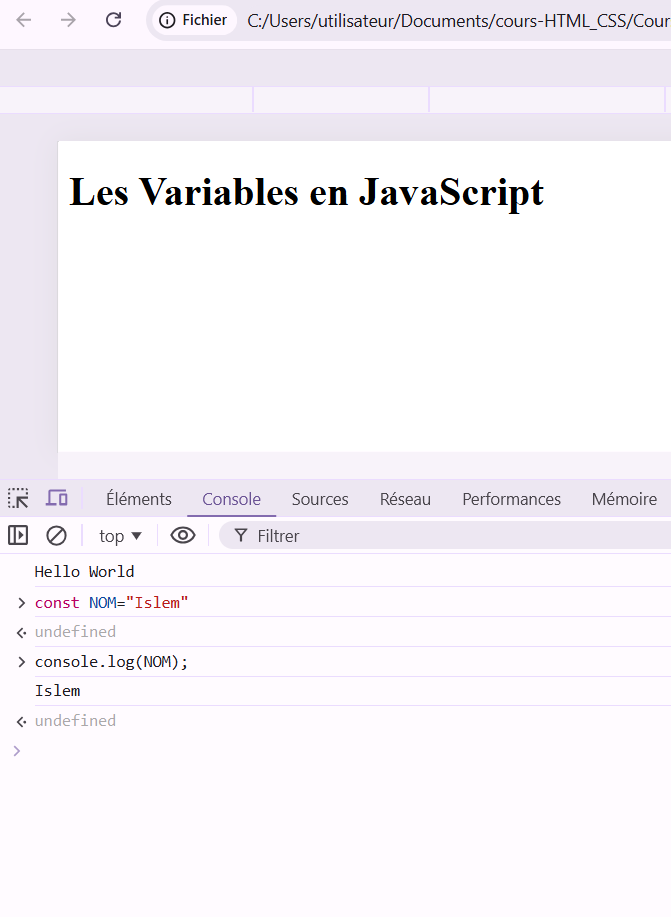 Fichier C:/Users/utilisateur/Documents/cours-HTML_CSS/Cour
Les Variables en JavaScript
Éléments Console Sources Réseau Performances Mémoire
top ▼ Filtrer
Hello World
> const NOM="Islem"
undefined
> console.log(NOM);
Islem
undefined
>